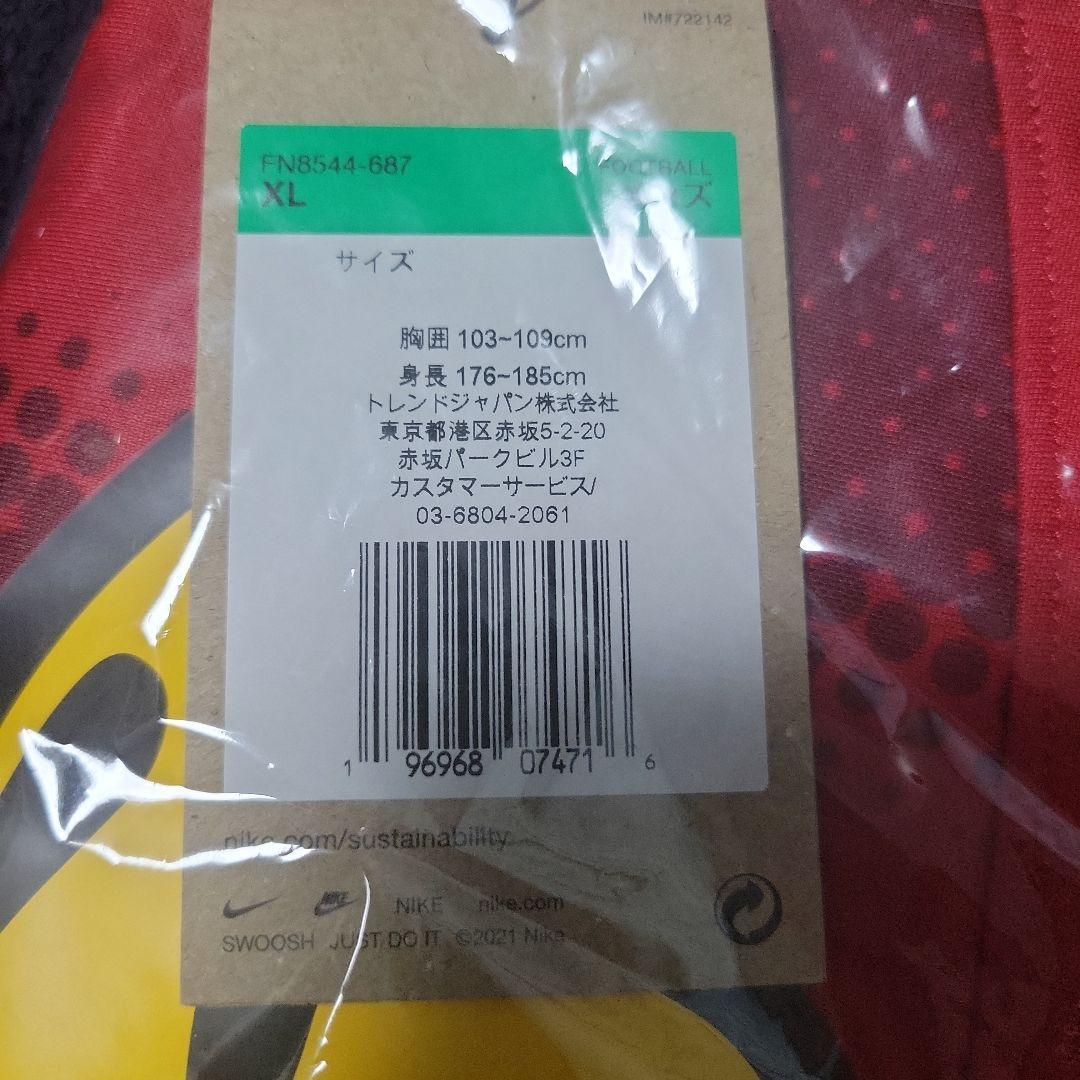 IM#722142
FN8544-687
FOOTBALL
XL
サイズ
胸囲 103~109cm
身長 176~185cm
トレンドジャパン株式会社
東京都港区赤坂5-2-20
赤坂パークビル3F
カスタマーサービス/
03-6804-2061
1 96968 07471 6
nike.com/sustainability
NIKE nike.com
SWOOSH JUST DO IT ©2021 Nike